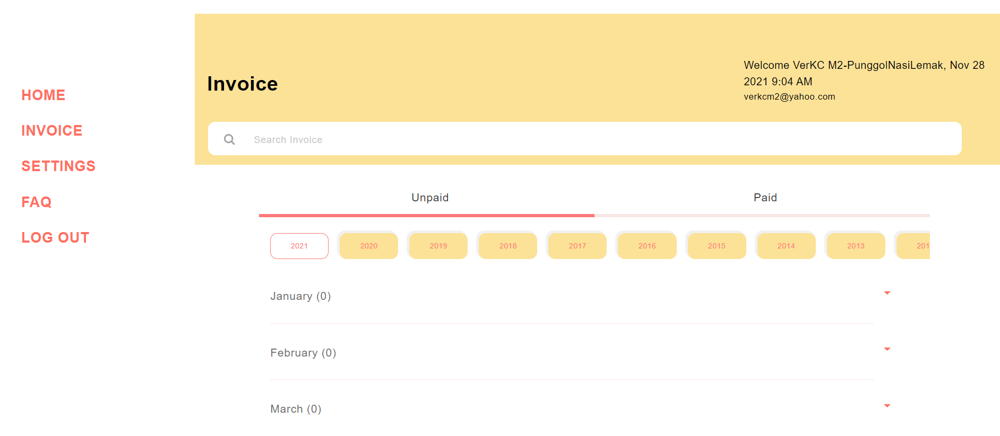 HOME
INVOICE
SETTINGS
FAQ
LOG OUT
Invoice
Welcome VerKC M2-PunggolNasiLemak, Nov 28
2021 9:04 AM
verkcm2@yahoo.com
Search Invoice
Unpaid Paid
2021 2020 2019 2018 2017 2016 2015 2014 2013 201
January (0)
February (0)
March (0)